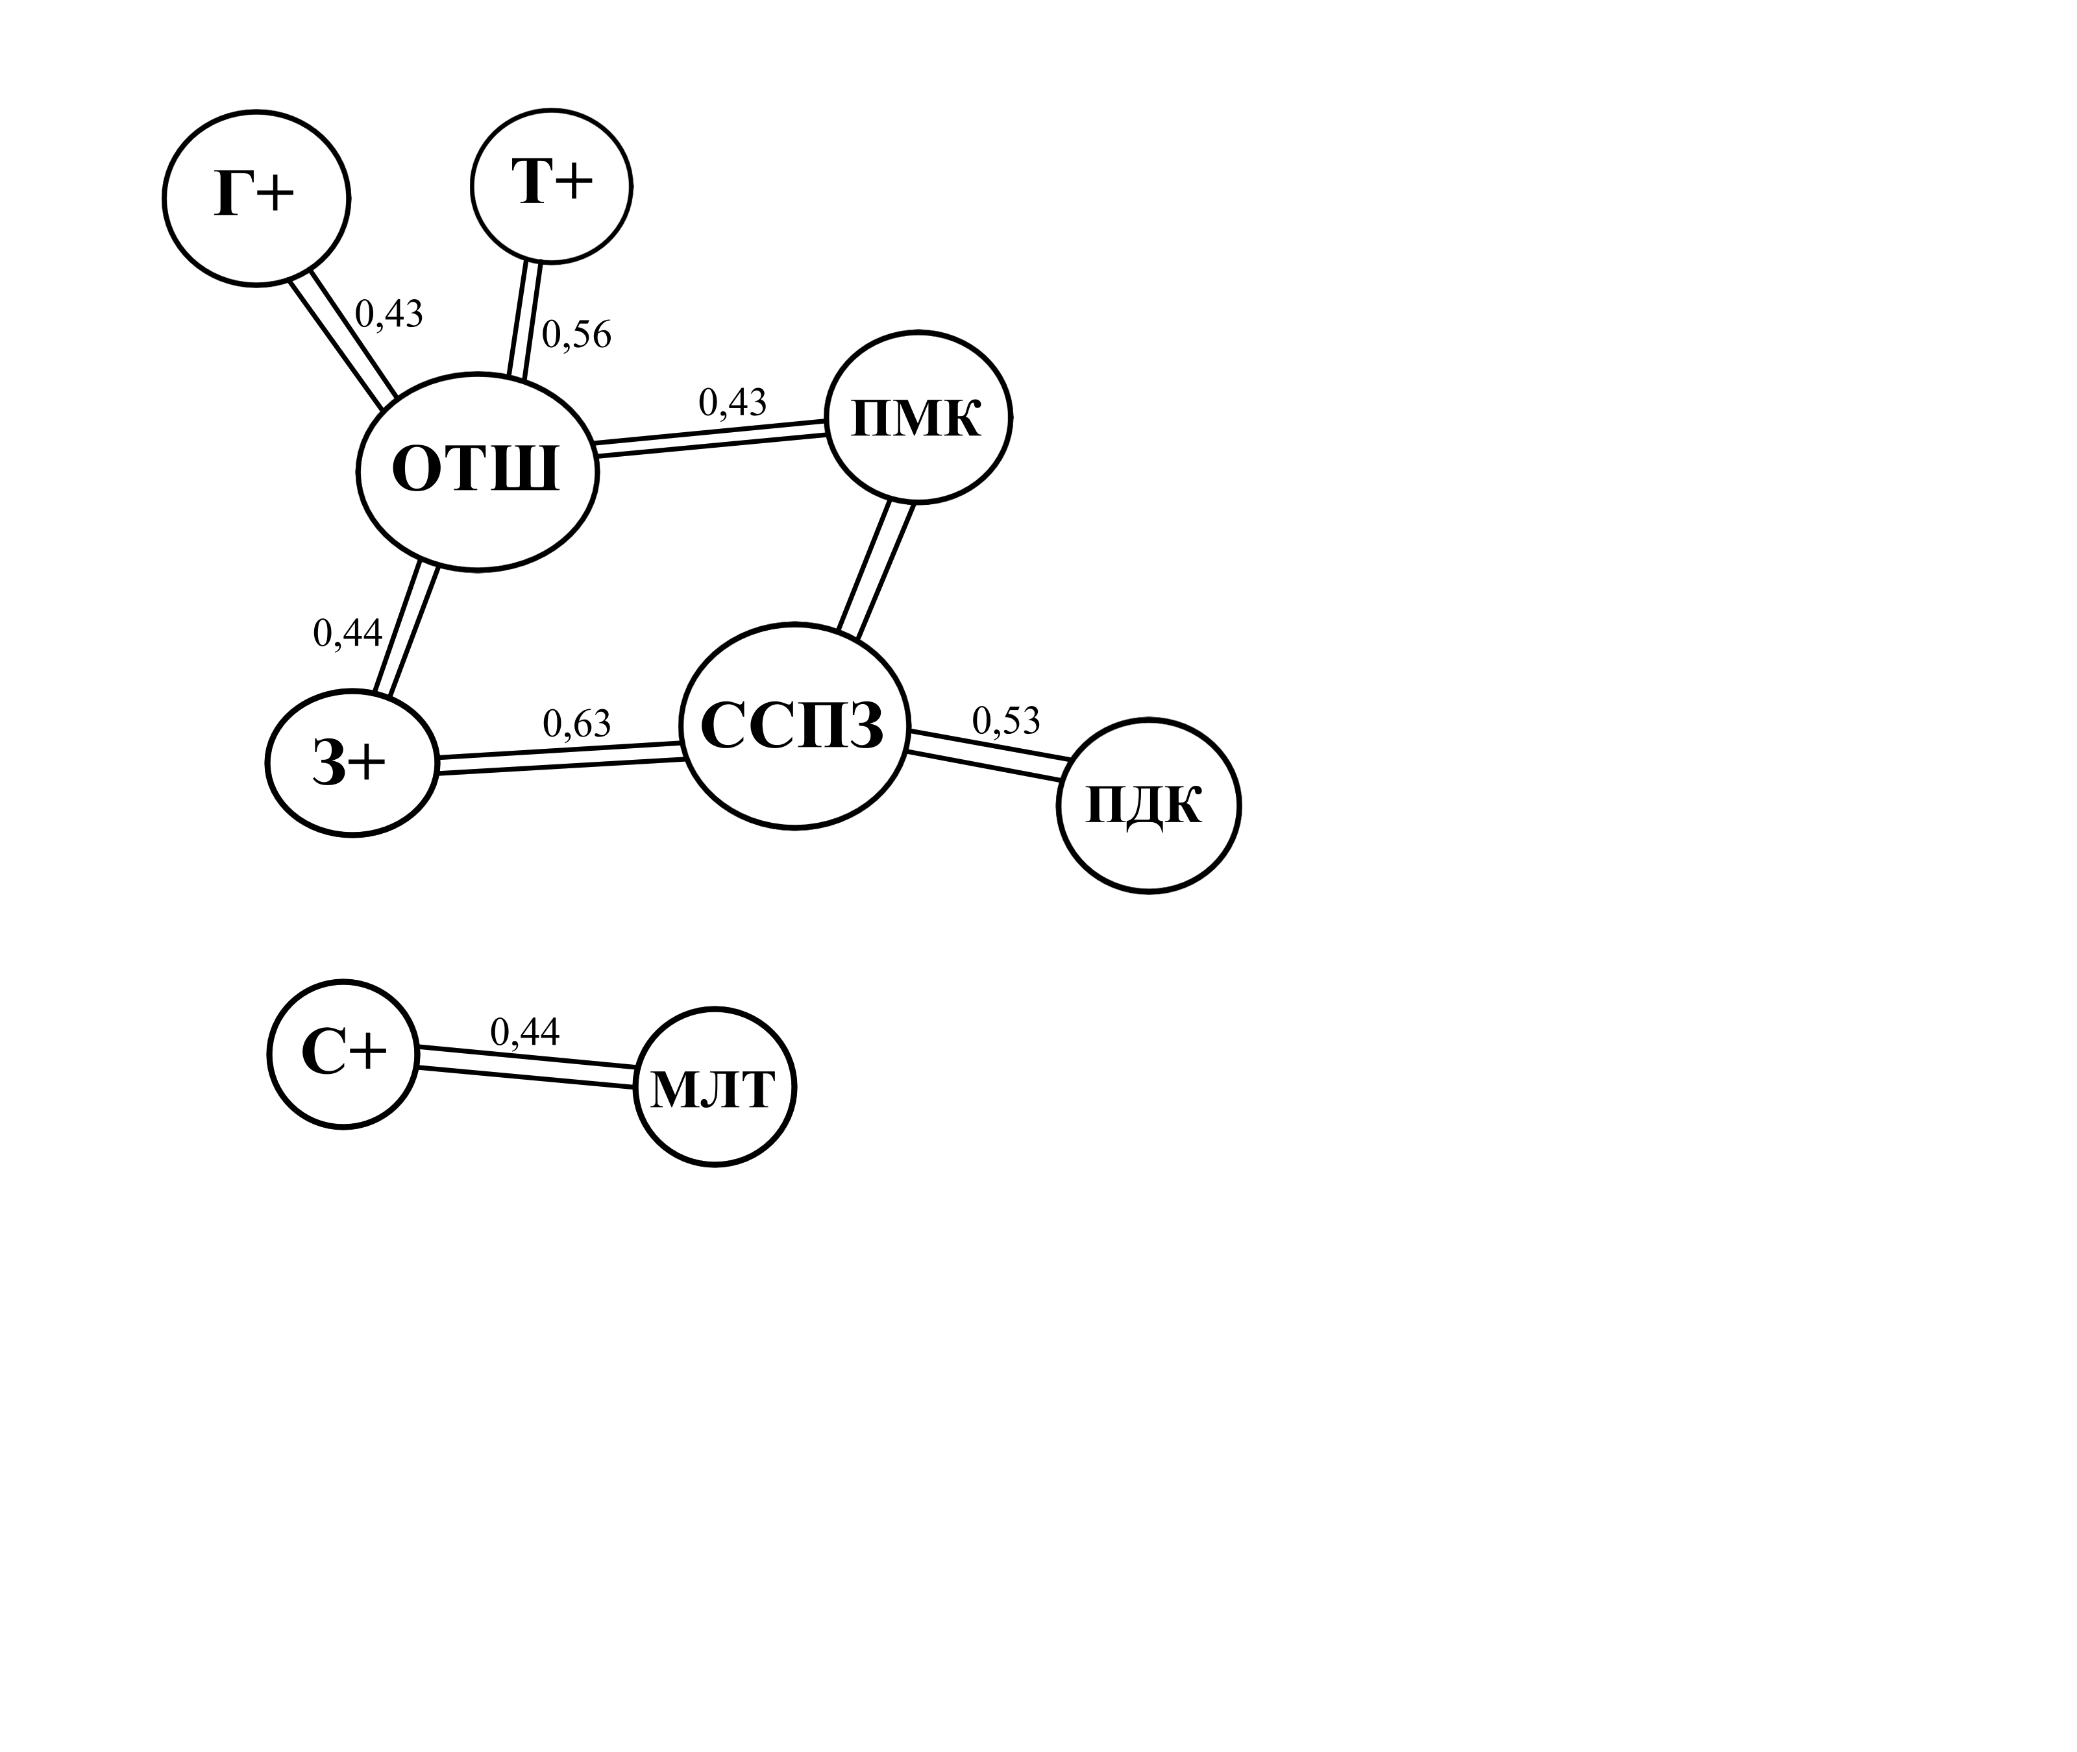 Г+
Т+
0,43
0,56
0,43
ПМК
ОТШ
0,44
0,63
ССПЗ
0,53
З+
ПДК
С+
0,44
МЛТ